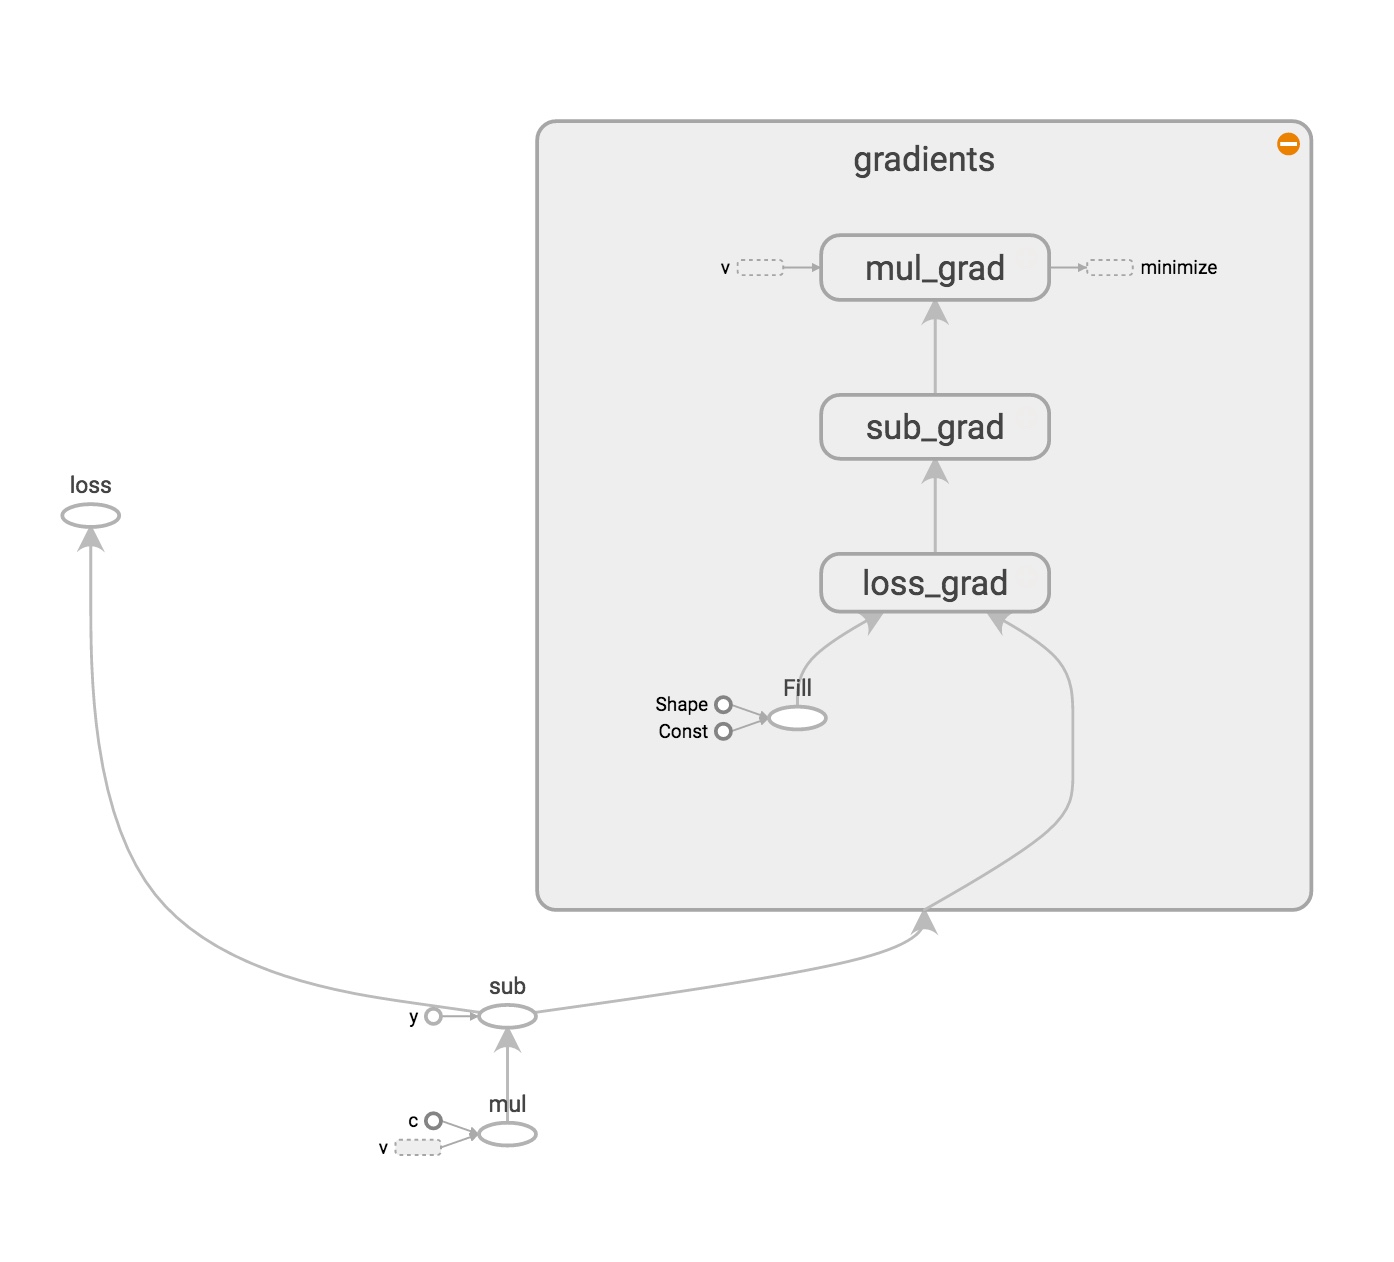 gradients
v
mul_grad
minimize
sub_grad
loss
loss_grad
Fill
Shape
Const
sub
y
mul
c
v